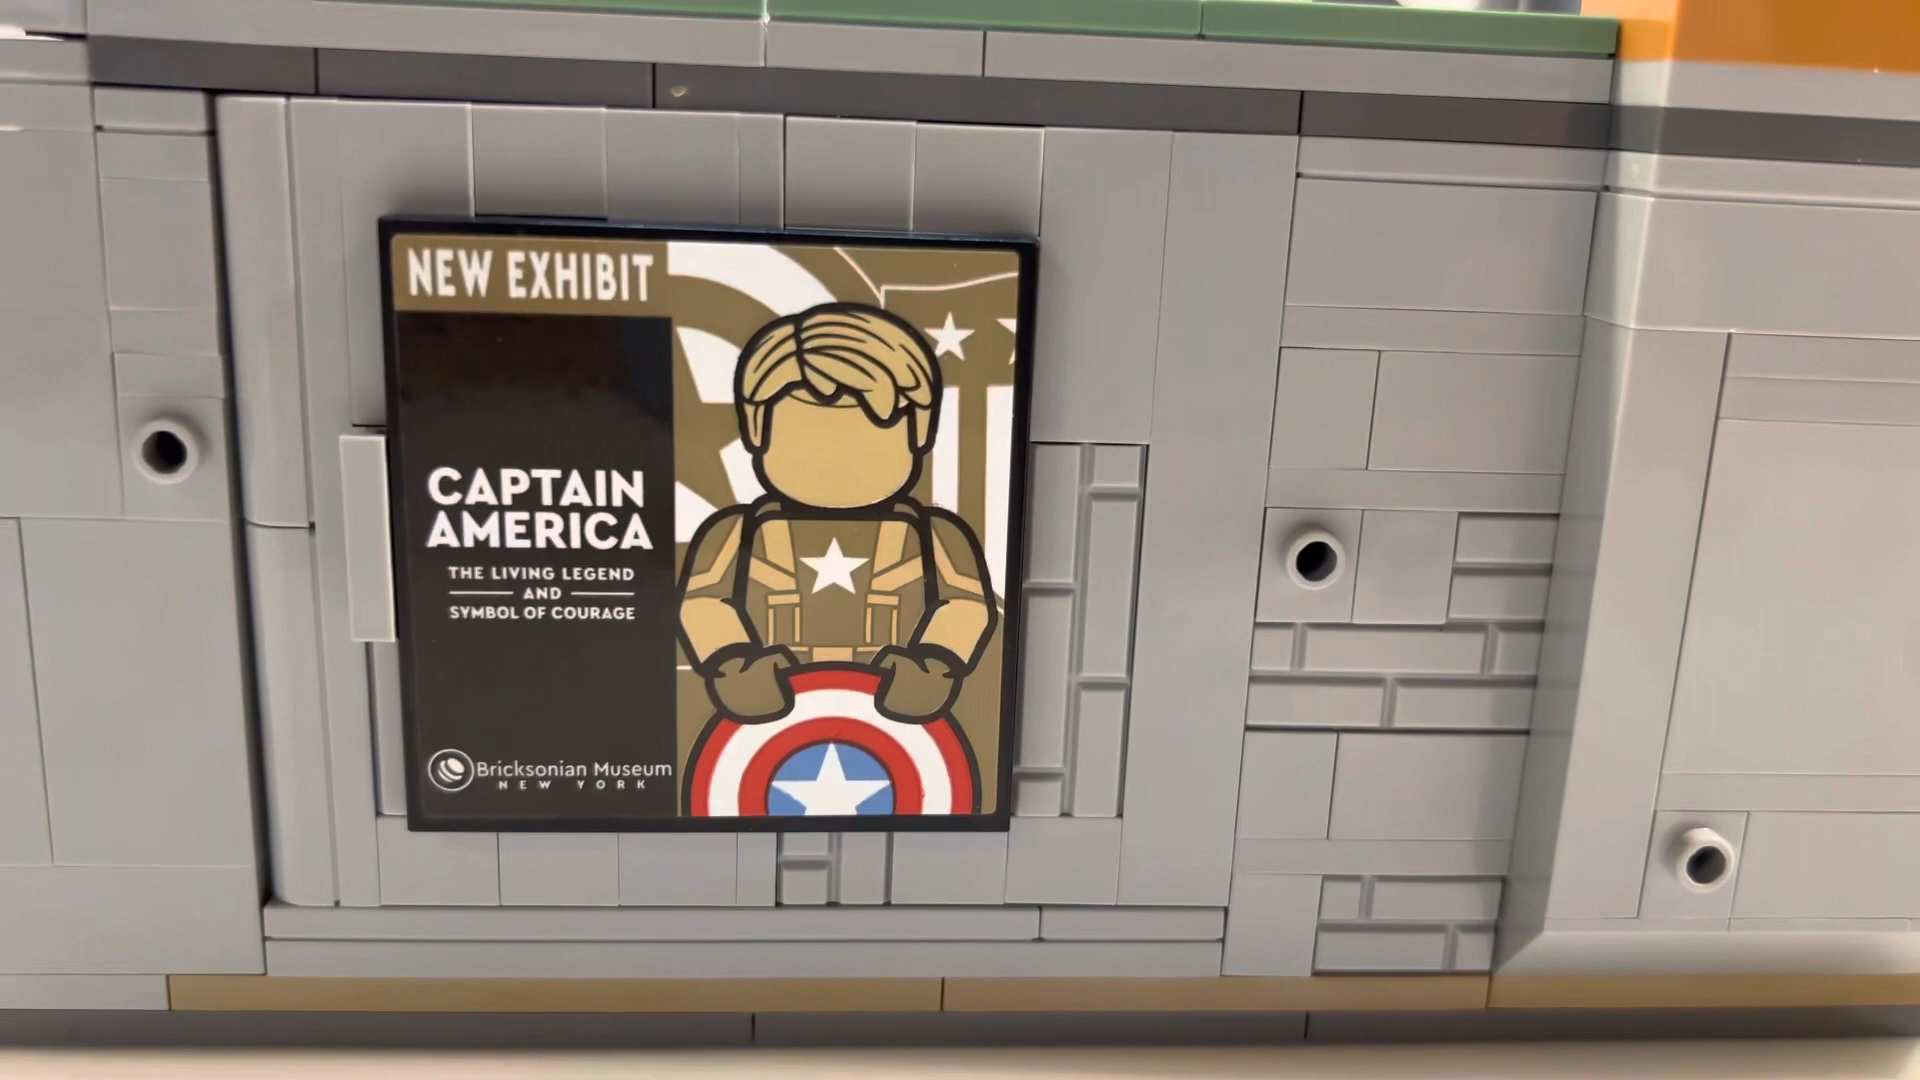 NEW EXHIBIT
CAPTAIN
AMERICA
THE LIVING LEGEND
AND
SYMBOL OF COURAGE
Bricksonian Museum
NEW YORK